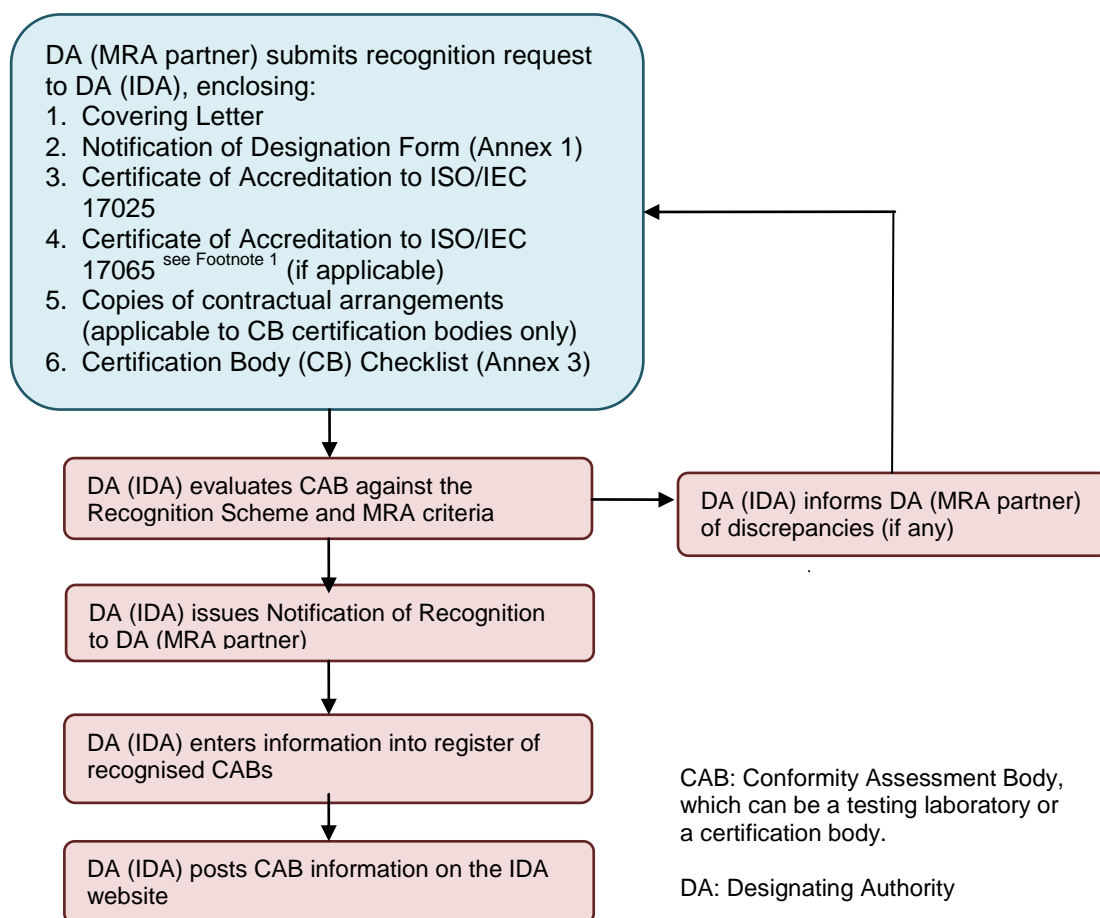 DA (MRA partner) submits recognition request
to DA (IDA), enclosing:
1. Covering Letter
2. Notification of Designation Form (Annex 1)
3. Certificate of Accreditation to ISO/IEC
17025
4. Certificate of Accreditation to ISO/IEC
17065 see Footnote 1 (if applicable)
5. Copies of contractual arrangements
(applicable to CB certification bodies only)
6. Certification Body (CB) Checklist (Annex 3)
DA (IDA) evaluates CAB against the
Recognition Scheme and MRA criteria
DA (IDA) informs DA (MRA partner)
of discrepancies (if any)
DA (IDA) issues Notification of Recognition
to DA (MRA partner)
DA (IDA) enters information into register of
recognised CABs
DA (IDA) posts CAB information on the IDA
website
CAB: Conformity Assessment Body,
which can be a testing laboratory or
a certification body.
DA: Designating Authority